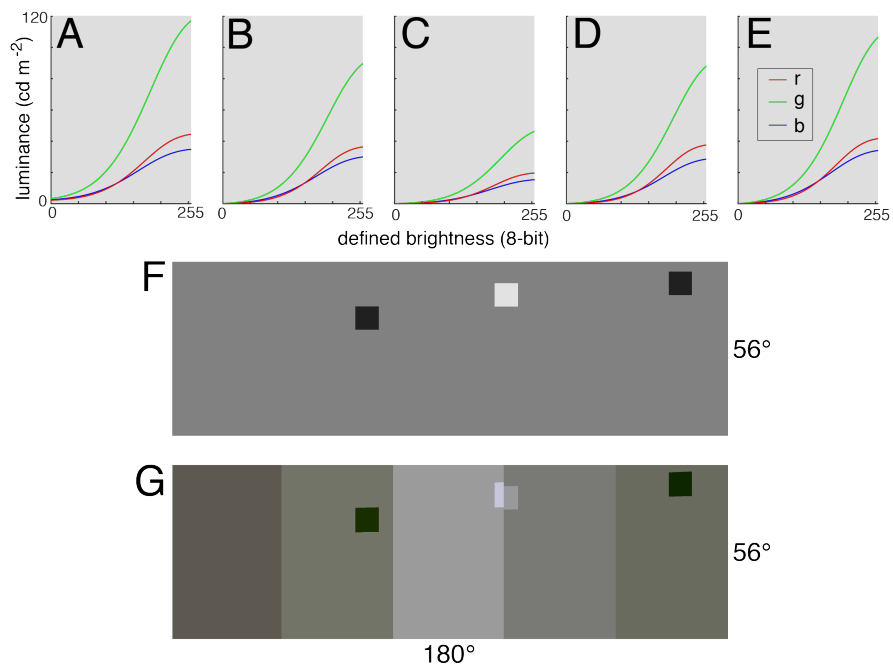 A B C D E
120
luminance (cd m-2)
r
g
b
0
0 255 0 255 0 255 0 255 0 255
defined brightness (8-bit)
F
56°
G
56°
180°